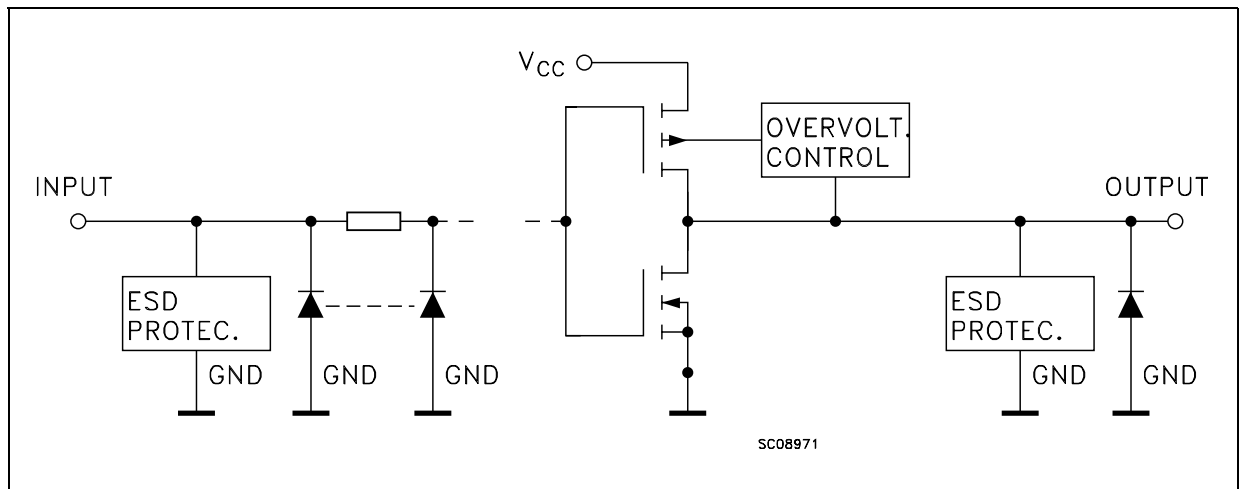 VCC
OVERVOLT.
CONTROL
INPUT
OUTPUT
ESD
PROTEC.
ESD
PROTEC.
GND
GND
GND
GND
GND
SC08971